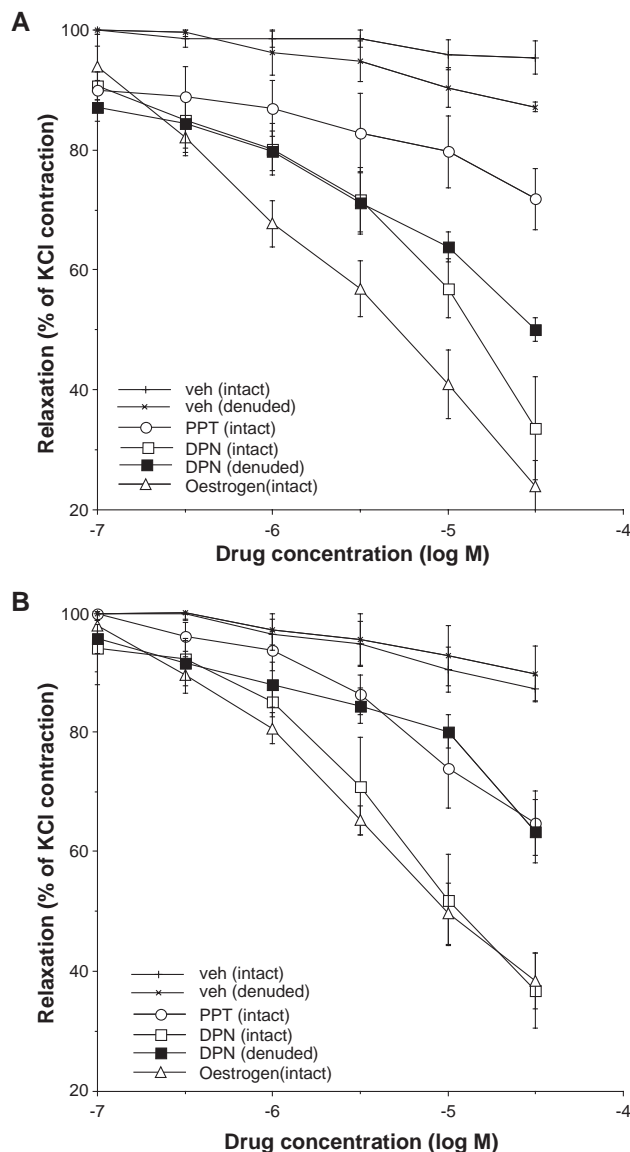 A
100
80
60
40
20
Relaxation (% of KCl contraction)
veh (intact)
veh (denuded)
PPT (intact)
DPN (intact)
DPN (denuded)
Oestrogen(intact)
-7
-6
-5
-4
Drug concentration (log M)
B
100
80
60
40
20
Relaxation (% of KCl contraction)
veh (intact)
veh (denuded)
PPT (intact)
DPN (intact)
DPN (denuded)
Oestrogen(intact)
-7
-6
-5
-4
Drug concentration (log M)